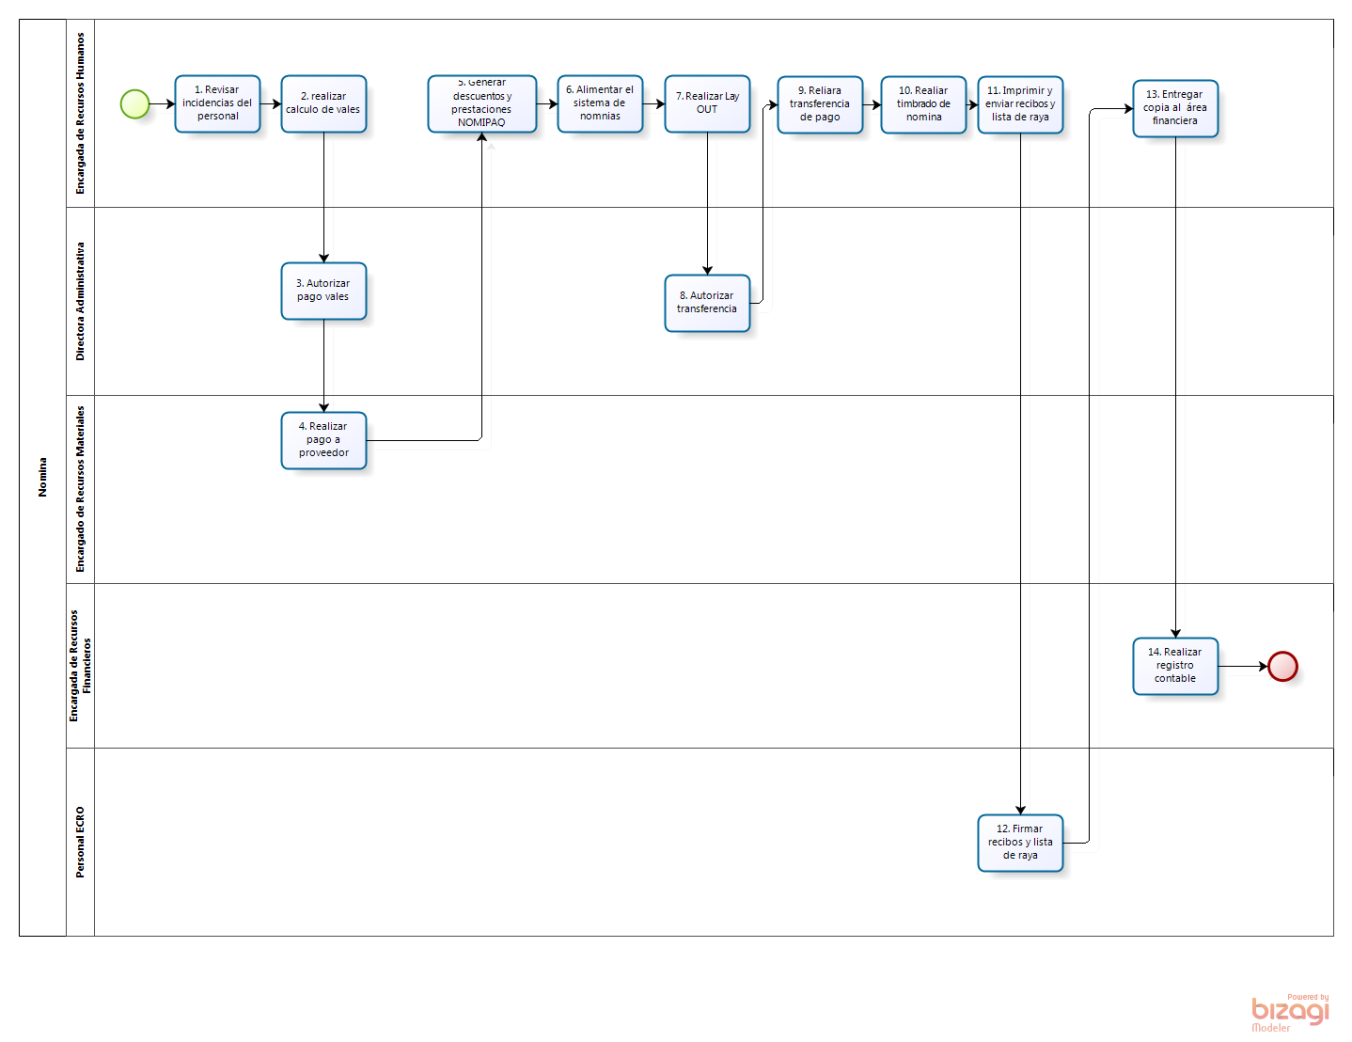 Nomina
Encargada de Recursos Humanos
1. Revisar
incidencias del
personal
2. realizar
calculo de vales
5. Generar
descuentos y
prestaciones
NOMIPAQ
6. Alimentar el
sistema de
nomnias
7. Realizar Lay
OUT
9. Reliara
transferencia
de pago
10. Realiar
timbrado de
nomina
11. Imprimir y
enviar recibos y
lista de raya
13. Entregar
copia al área
financiera
Directora Administrativa
3. Autorizar
pago vales
8. Autorizar
transferencia
Encargado de Recursos Materiales
4. Realizar
pago a
proveedor
Encargada de Recursos
Financieros
14. Realizar
registro
contable
Personal ECRO
12. Firmar
recibos y lista
de raya
Powered by
bizagi
Modeler